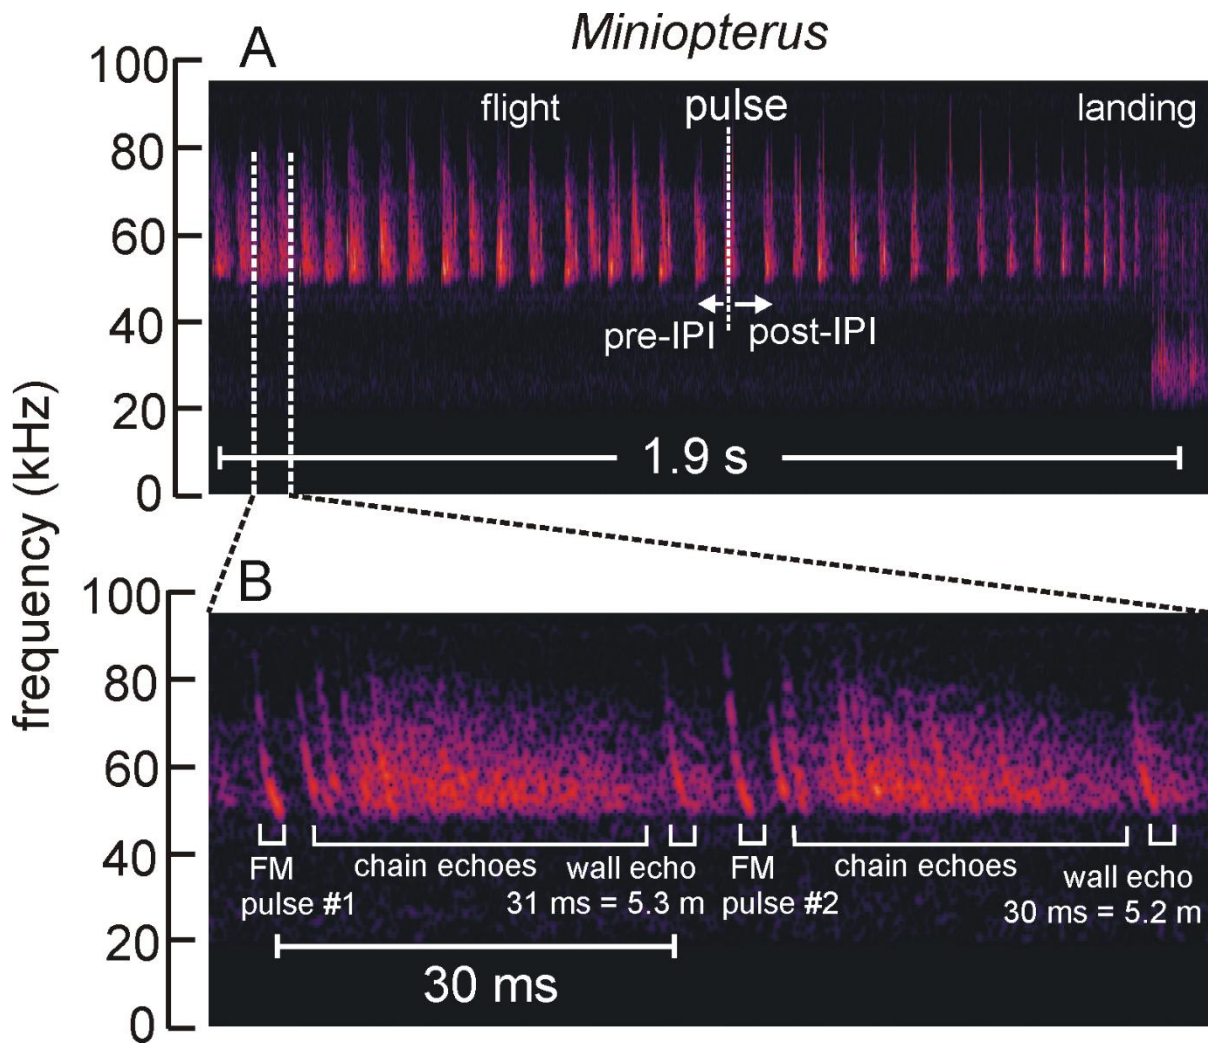 Miniopterus
A
100
80
60
40
20
0
flight
pulse
landing
pre-IPI
post-IPI
1.9 s
frequency (kHz)
B
100
80
60
40
20
0
FM
pulse #1
chain echoes
wall echo
31 ms = 5.3 m
FM
pulse #2
chain echoes
wall echo
30 ms = 5.2 m
30 ms